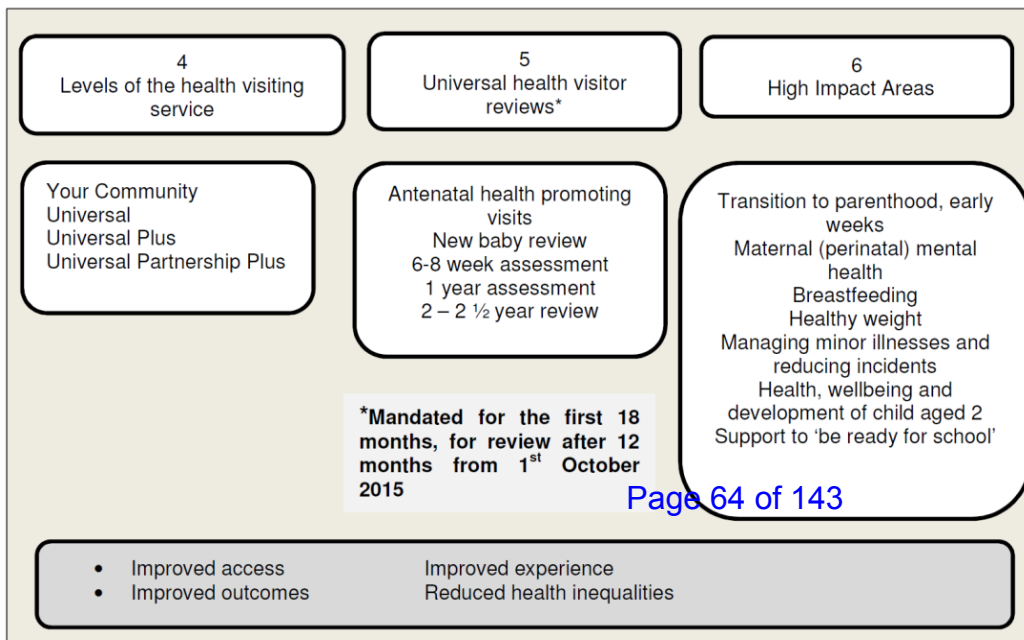 4
Levels of the health visiting
service
5
Universal health visitor
reviews*
6
High Impact Areas
Your Community
Universal
Universal Plus
Universal Partnership Plus
Antenatal health promoting
visits
New baby review
6-8 week assessment
1 year assessment
2 – 2 ½ year review
Transition to parenthood, early
weeks
Maternal (perinatal) mental
health
Breastfeeding
Healthy weight
Managing minor illnesses and
reducing incidents
Health, wellbeing and
development of child aged 2
Support to ‘be ready for school’
*Mandated for the first 18
months, for review after 12
months from 1st October
2015
Page 64 of 143
• Improved access Improved experience
• Improved outcomes Reduced health inequalities